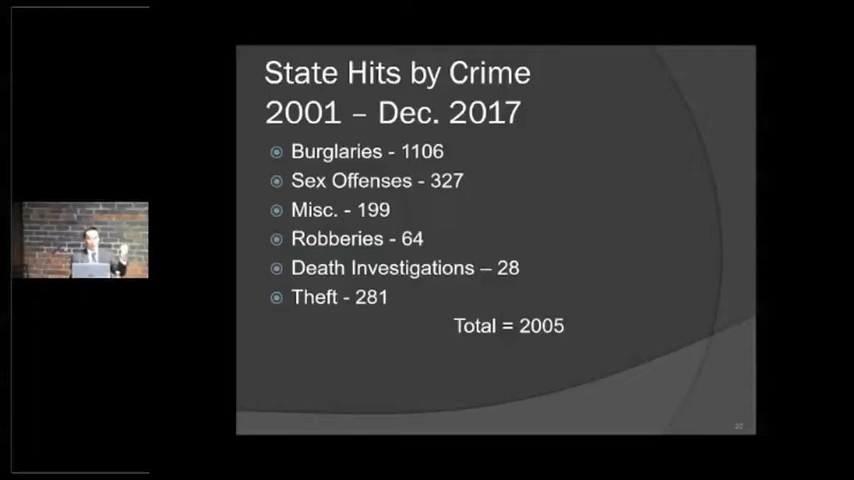 State Hits by Crime
2001 – Dec. 2017
Burglaries - 1106
Sex Offenses - 327
Misc. - 199
Robberies - 64
Death Investigations – 28
Theft - 281
Total = 2005